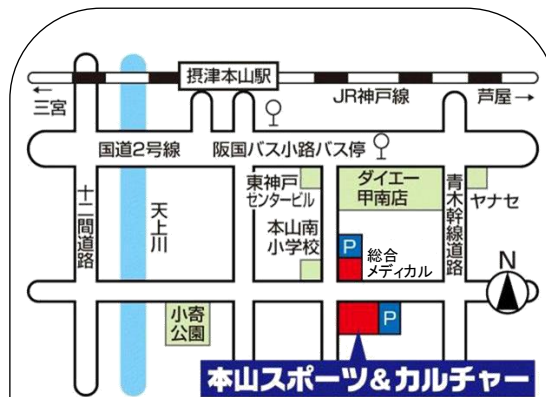 摂津本山駅
←
三宮
JR神戸線
芦屋→
国道2号線
阪国バス小路バス停
十二間道路
天上川
東神戸
センタービル
ダイエー
甲南店
青木幹線道路
ヤナセ
本山南
小学校
P
総合
メディカル
N
小寄
公園
P
本山スポーツ&カルチャー